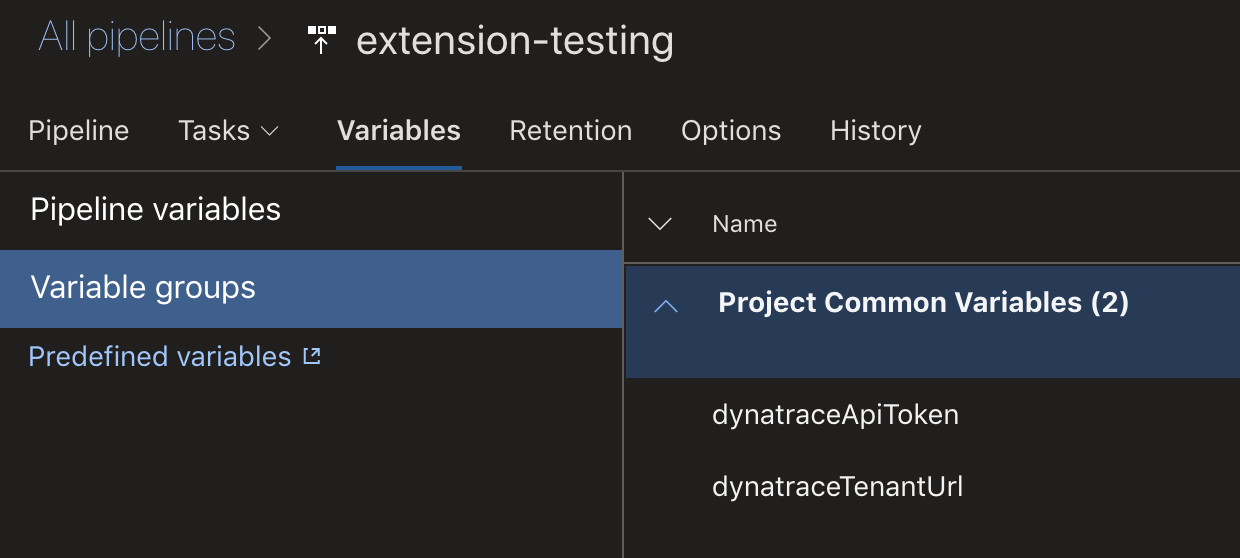 All pipelines > extension-testing
Pipeline Tasks Variables Retention Options History
Pipeline variables
Variable groups
Predefined variables
Name
Project Common Variables (2)
dynatraceApiToken
dynatraceTenantUrl